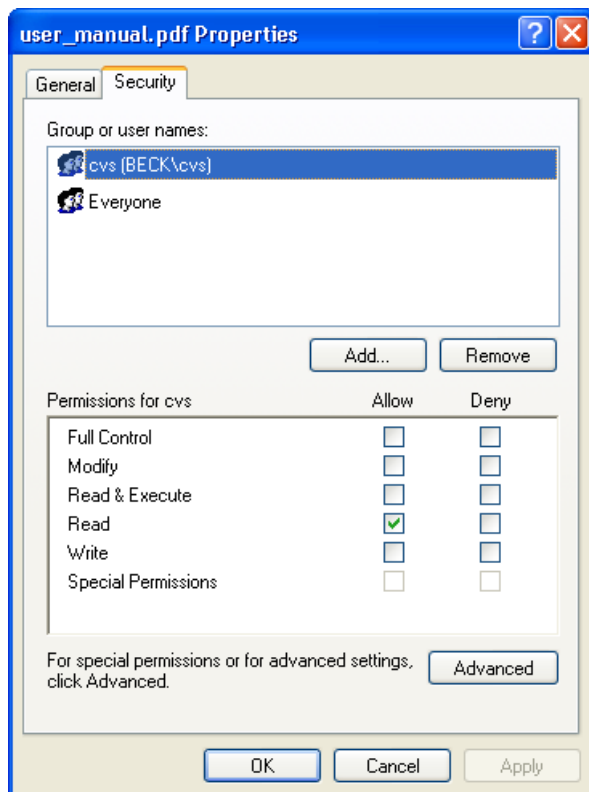 user_manual.pdf Properties
General Security
Group or user names:
cvs (BECK\cvs)
Everyone
Add... Remove
Permissions for cvs Allow Deny
Full Control
Modify
Read & Execute
Read
Write
Special Permissions
For special permissions or for advanced settings,
click Advanced.
Advanced
OK Cancel Apply